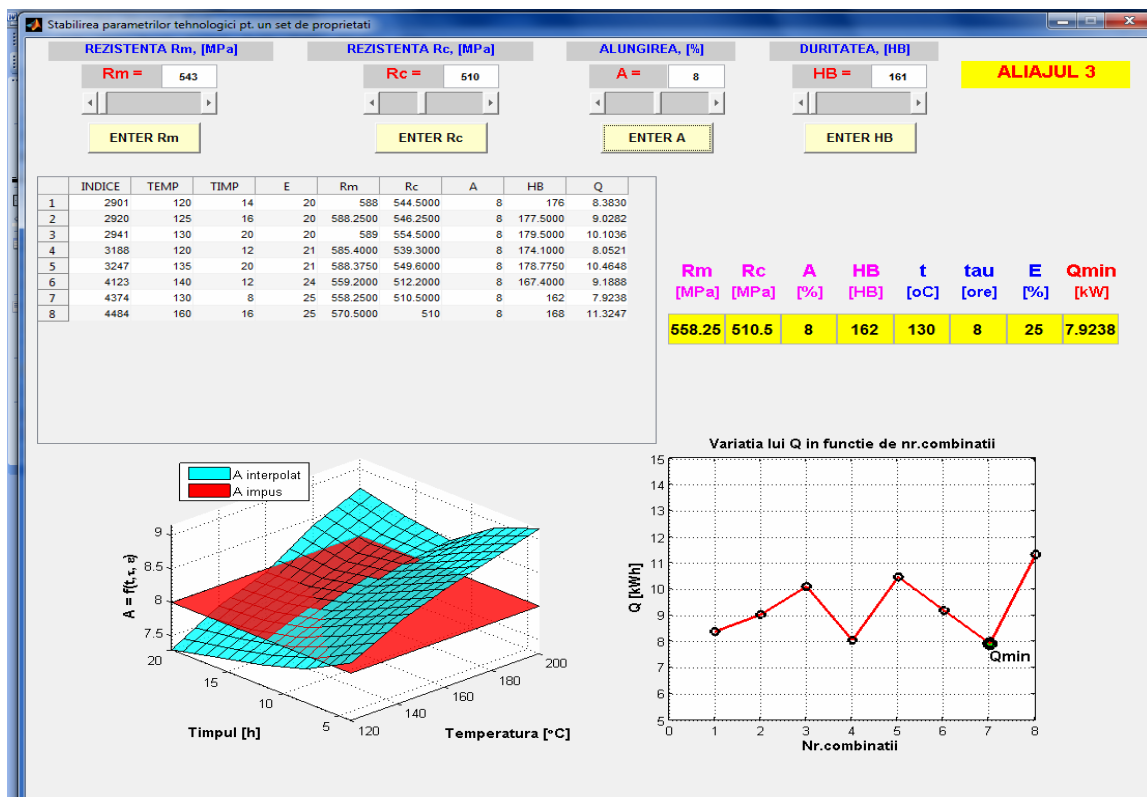 Stabilirea parametrilor tehnologici pt. un set de proprietati
REZISTENTA Rm, [MPa] REZISTENTA Rc, [MPa] ALUNGIREA, [%] DURITATEA, [HB]
Rm = 543 Rc = 510 A = 8 HB = 161 ALIAJUL 3
ENTER Rm ENTER Rc ENTER A ENTER HB
INDICE TEMP TIMP E Rm Rc A HB Q
1 2901 120 14 20 588 544.5000 8 176 8.3830
2 2920 125 16 20 588.2500 546.2500 8 177.5000 9.0282
3 2941 130 20 20 589 554.5000 8 179.5000 10.1036
4 3188 120 12 21 585.4000 539.3000 8 174.1000 8.0521
5 3247 135 20 21 588.3750 549.6000 8 178.7750 10.4648
6 4123 140 12 24 559.2000 512.2000 8 167.4000 9.1888
7 4374 130 8 25 558.2500 510.5000 8 162 7.9238
8 4484 160 16 25 570.5000 510 8 168 11.3247
Rm Rc A HB t tau E Qmin
[MPa] [MPa] [%] [HB] [oC] [ore] [%] [kW]
558.25 510.5 8 162 130 8 25 7.9238
A interpolat
A impus
A = f(t, τ, ε)
9
8.5
8
7.5
20
15
10
5
120
140
160
180
200
Timpul [h]
Temperatura [°C]
Variatia lui Q in functie de nr.combinatii
Q [kWh]
15
14
13
12
11
10
9
8
7
6
5
Qmin
0 1 2 3 4 5 6 7 8
Nr.combinatii